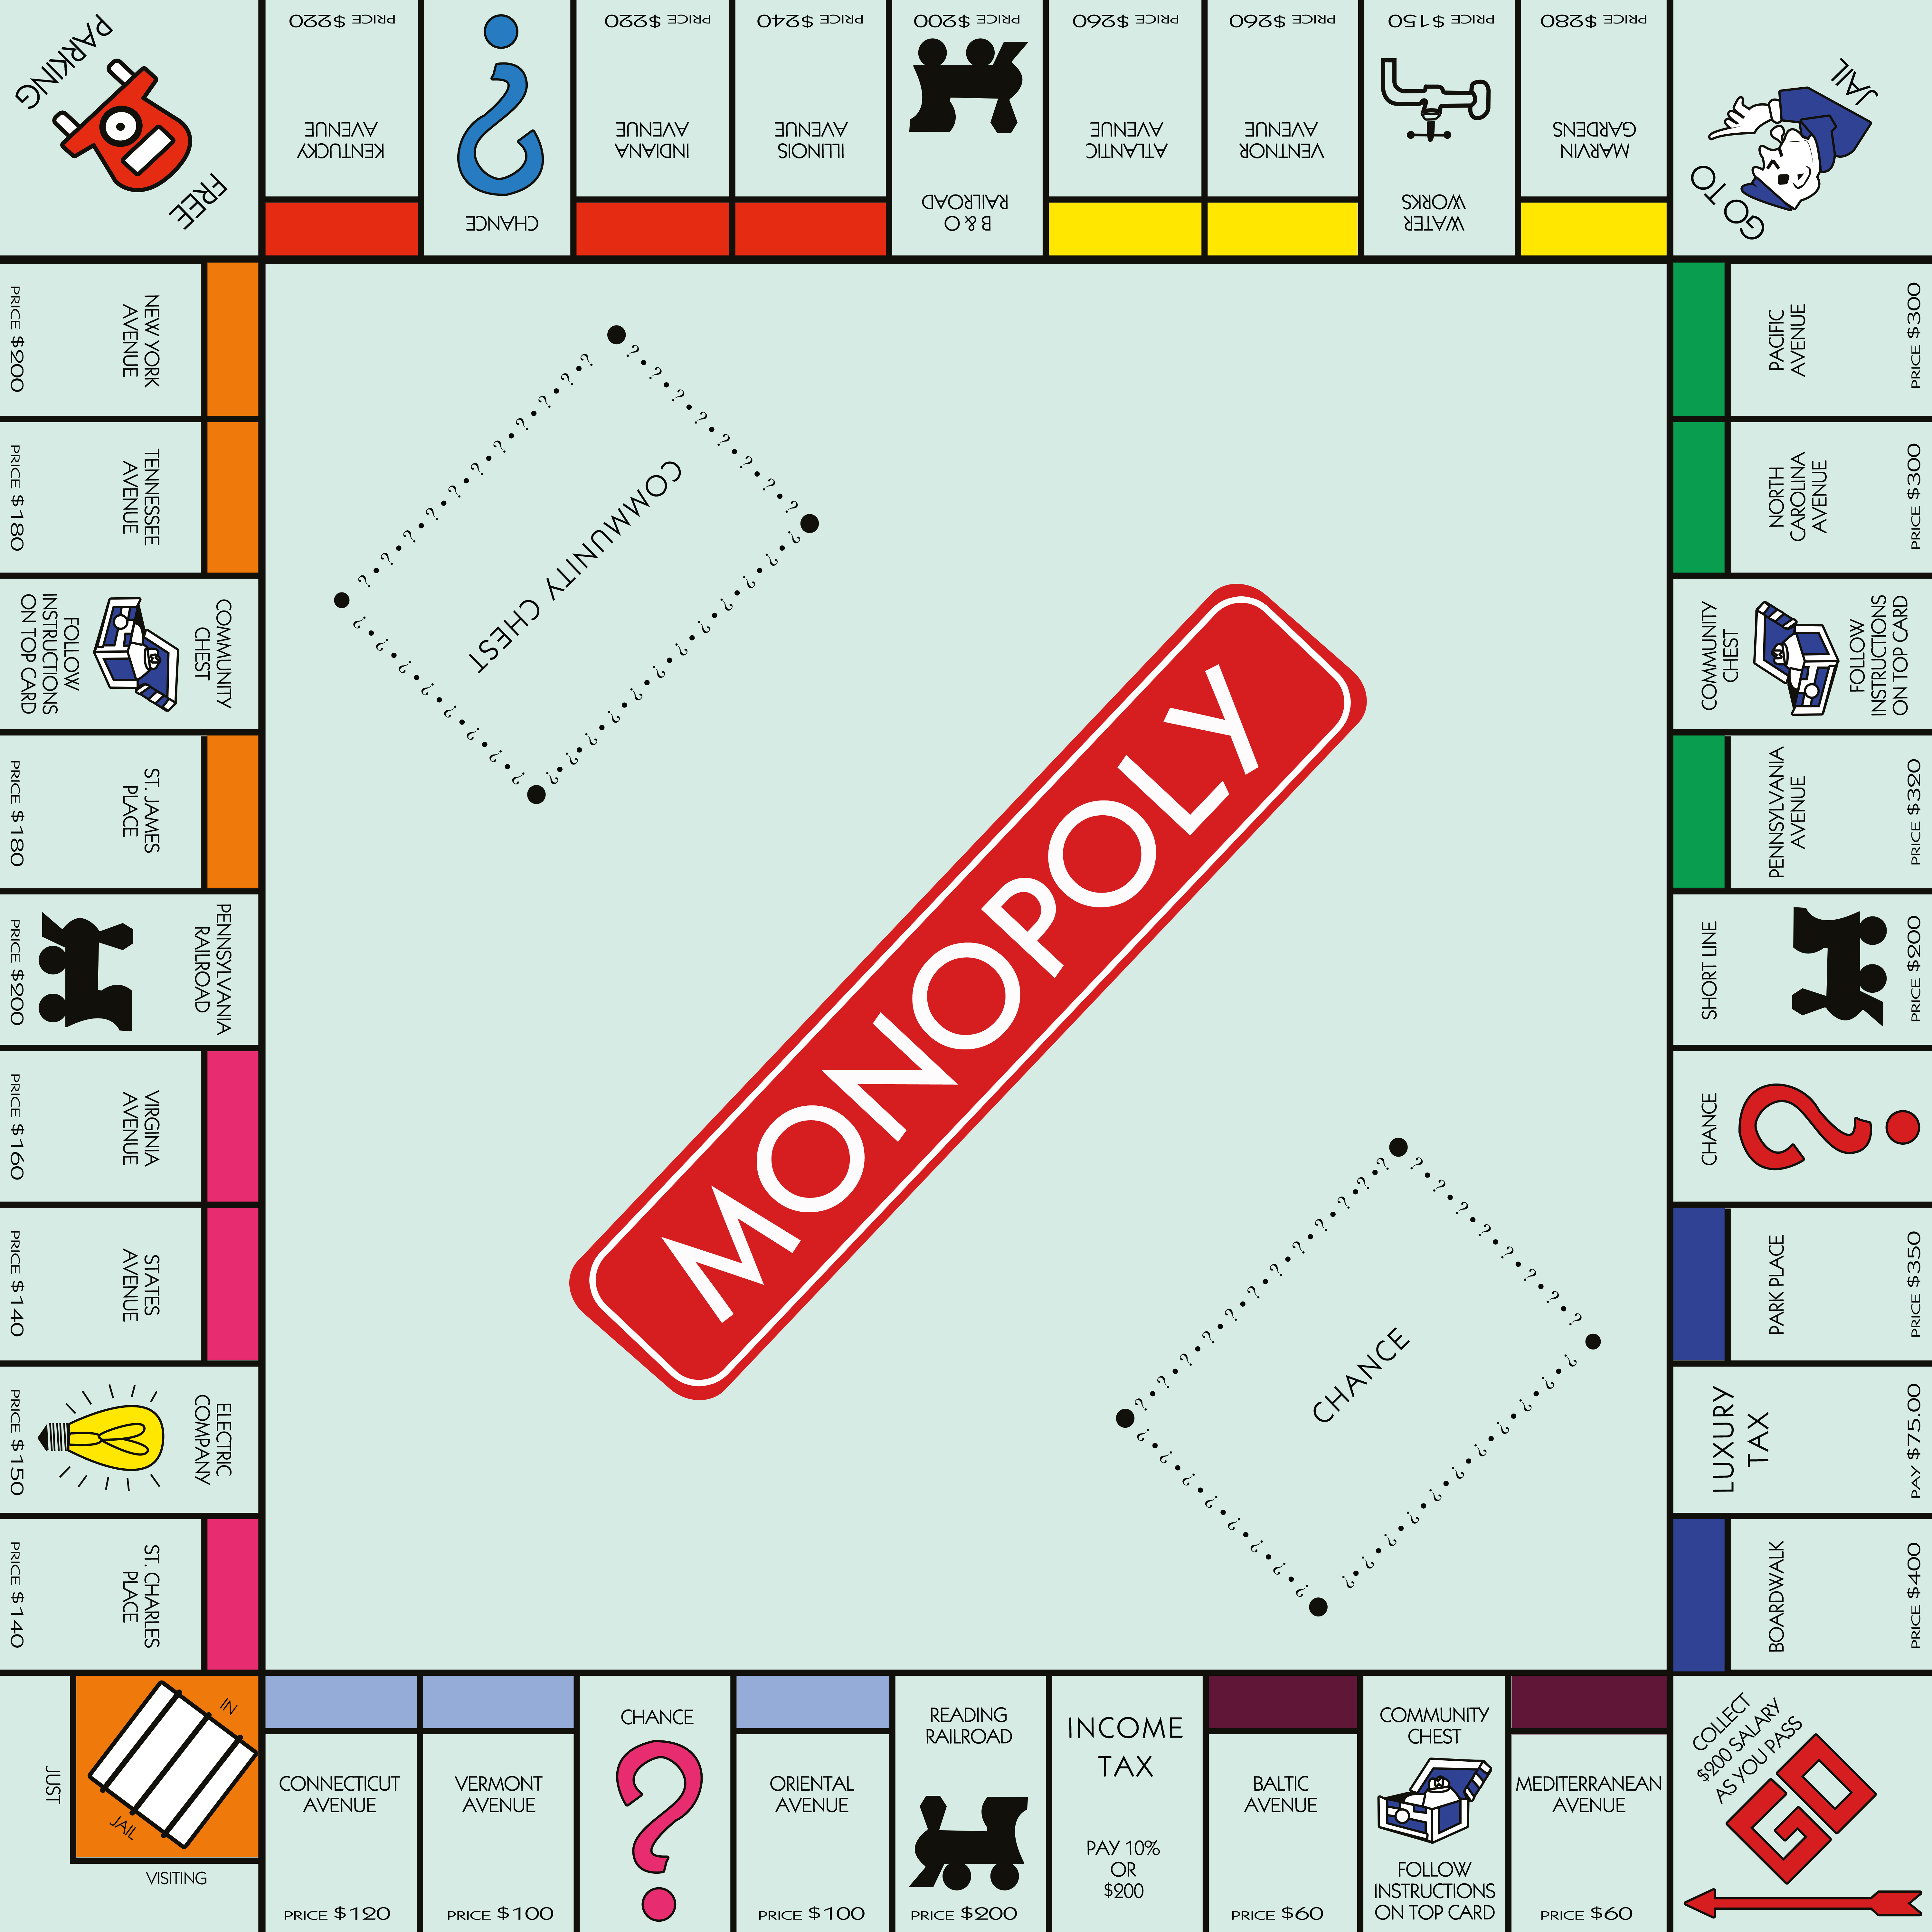 FREE
PARKING
KENTUCKY
AVENUE
PRICE $220
CHANCE
INDIANA
AVENUE
PRICE $220
ILLINOIS
AVENUE
PRICE $240
B & O
RAILROAD
PRICE $200
ATLANTIC
AVENUE
PRICE $260
VENTNOR
AVENUE
PRICE $260
WATER
WORKS
PRICE $150
MARVIN
GARDENS
PRICE $280
GO TO
JAIL
PACIFIC
AVENUE
PRICE $300
NORTH
CAROLINA
AVENUE
PRICE $300
COMMUNITY
CHEST
FOLLOW
INSTRUCTIONS
ON TOP CARD
PENNSYLVANIA
AVENUE
PRICE $320
SHORT LINE
PRICE $200
CHANCE
PARK PLACE
PRICE $350
LUXURY
TAX
PAY $75.00
BOARDWALK
PRICE $400
COLLECT
$200 SALARY
AS YOU PASS
GO
MEDITERRANEAN
AVENUE
PRICE $60
COMMUNITY
CHEST
FOLLOW
INSTRUCTIONS
ON TOP CARD
BALTIC
AVENUE
PRICE $60
INCOME
TAX
PAY 10%
OR
$200
READING
RAILROAD
PRICE $200
ORIENTAL
AVENUE
PRICE $100
CHANCE
VERMONT
AVENUE
PRICE $100
CONNECTICUT
AVENUE
PRICE $120
IN
JAIL
JUST
VISITING
ST. CHARLES
PLACE
PRICE $140
ELECTRIC
COMPANY
PRICE $150
STATES
AVENUE
PRICE $140
VIRGINIA
AVENUE
PRICE $160
PENNSYLVANIA
RAILROAD
PRICE $200
ST. JAMES
PLACE
PRICE $180
COMMUNITY
CHEST
FOLLOW
INSTRUCTIONS
ON TOP CARD
TENNESSEE
AVENUE
PRICE $180
NEW YORK
AVENUE
PRICE $200
COMMUNITY CHEST
MONOPOLY
CHANCE